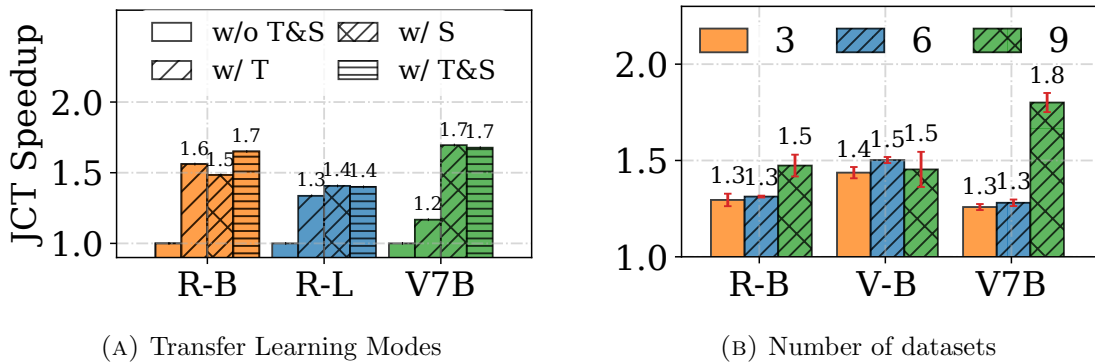 JCT Speedup
w/o T&S
w/ S
w/ T
w/ T&S
2.0
1.5
1.0
1.6
1.5
1.7
1.3
1.4
1.4
1.2
1.7
1.7
R-B
R-L
V7B
(A) Transfer Learning Modes
3
6
9
2.0
1.5
1.0
1.3
1.3
1.5
1.4
1.5
1.5
1.3
1.3
1.8
R-B
V-B
V7B
(B) Number of datasets